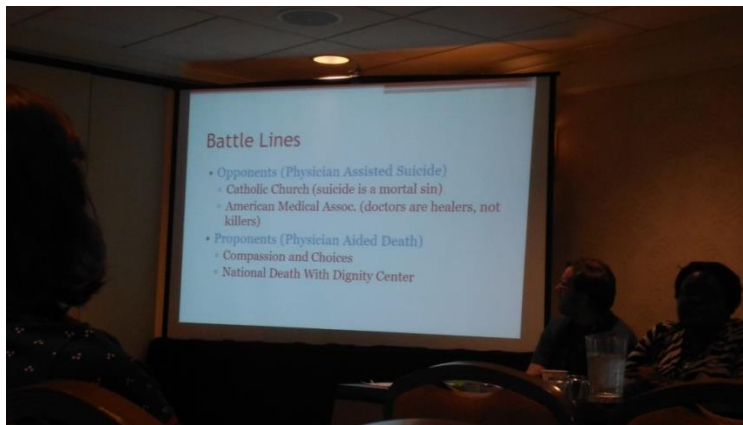 Battle Lines
• Opponents (Physician Assisted Suicide)
▫ Catholic Church (suicide is a mortal sin)
▫ American Medical Assoc. (doctors are healers, not
killers)
• Proponents (Physician Aided Death)
▫ Compassion and Choices
▫ National Death With Dignity Center